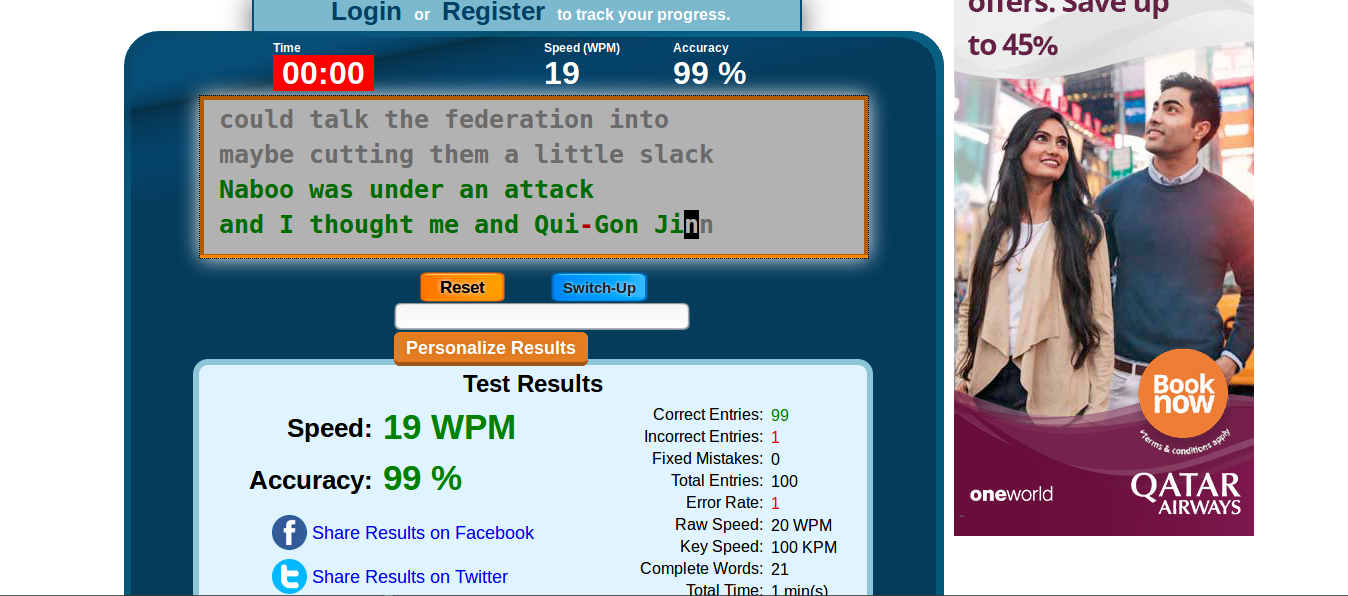 Login or Register to track your progress.
Time
00:00
Speed (WPM)
19
Accuracy
99 %
could talk the federation into
maybe cutting them a little slack
Naboo was under an attack
and I thought me and Qui-Gon Jinn
Reset
Switch-Up
Personalize Results
Test Results
Speed: 19 WPM
Accuracy: 99 %
Share Results on Facebook
Share Results on Twitter
Correct Entries: 99
Incorrect Entries: 1
Fixed Mistakes: 0
Total Entries: 100
Error Rate: 1
Raw Speed: 20 WPM
Key Speed: 100 KPM
Complete Words: 21
Total Time: 1 min(s)
offers. Save up
to 45%
Book
now
*Terms & conditions apply
oneworld
QATAR
AIRWAYS